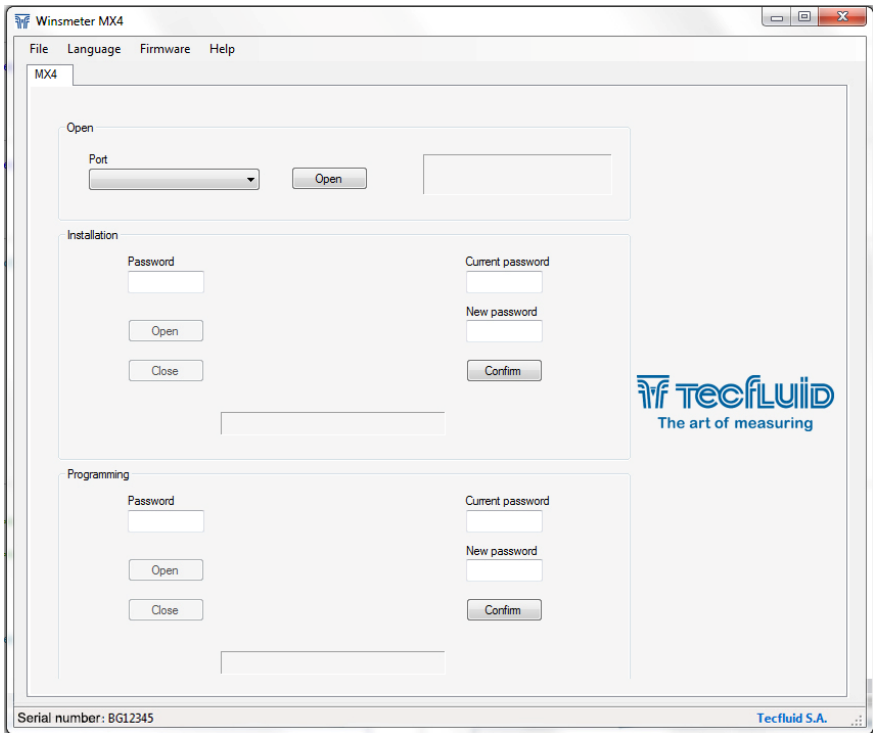 Winsmeter MX4
File Language Firmware Help
MX4
Open
Port
Open
Installation
Password Current password
New password
Open
Close Confirm
Tecfluid
The art of measuring
Programming
Password Current password
New password
Open
Close Confirm
Serial number: BG12345 Tecfluid S.A.